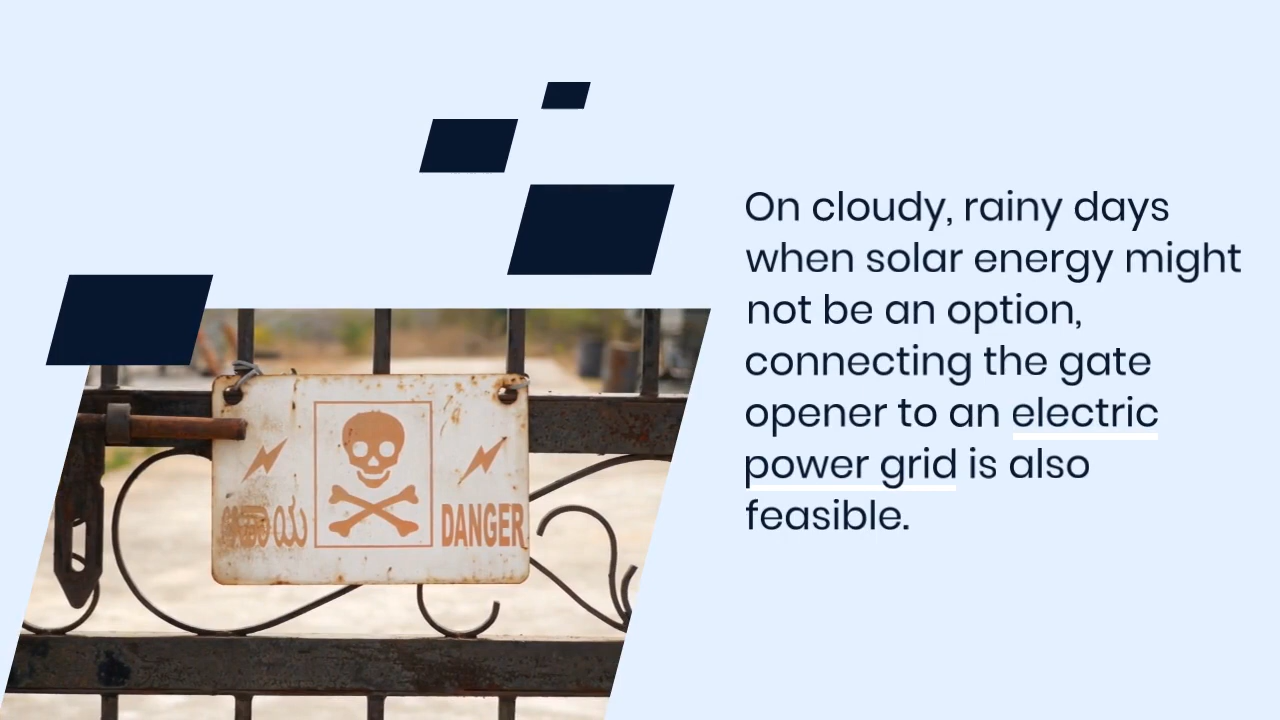 On cloudy, rainy days
when solar energy might
not be an option,
connecting the gate
opener to an electric
power grid is also
feasible.
DANGER